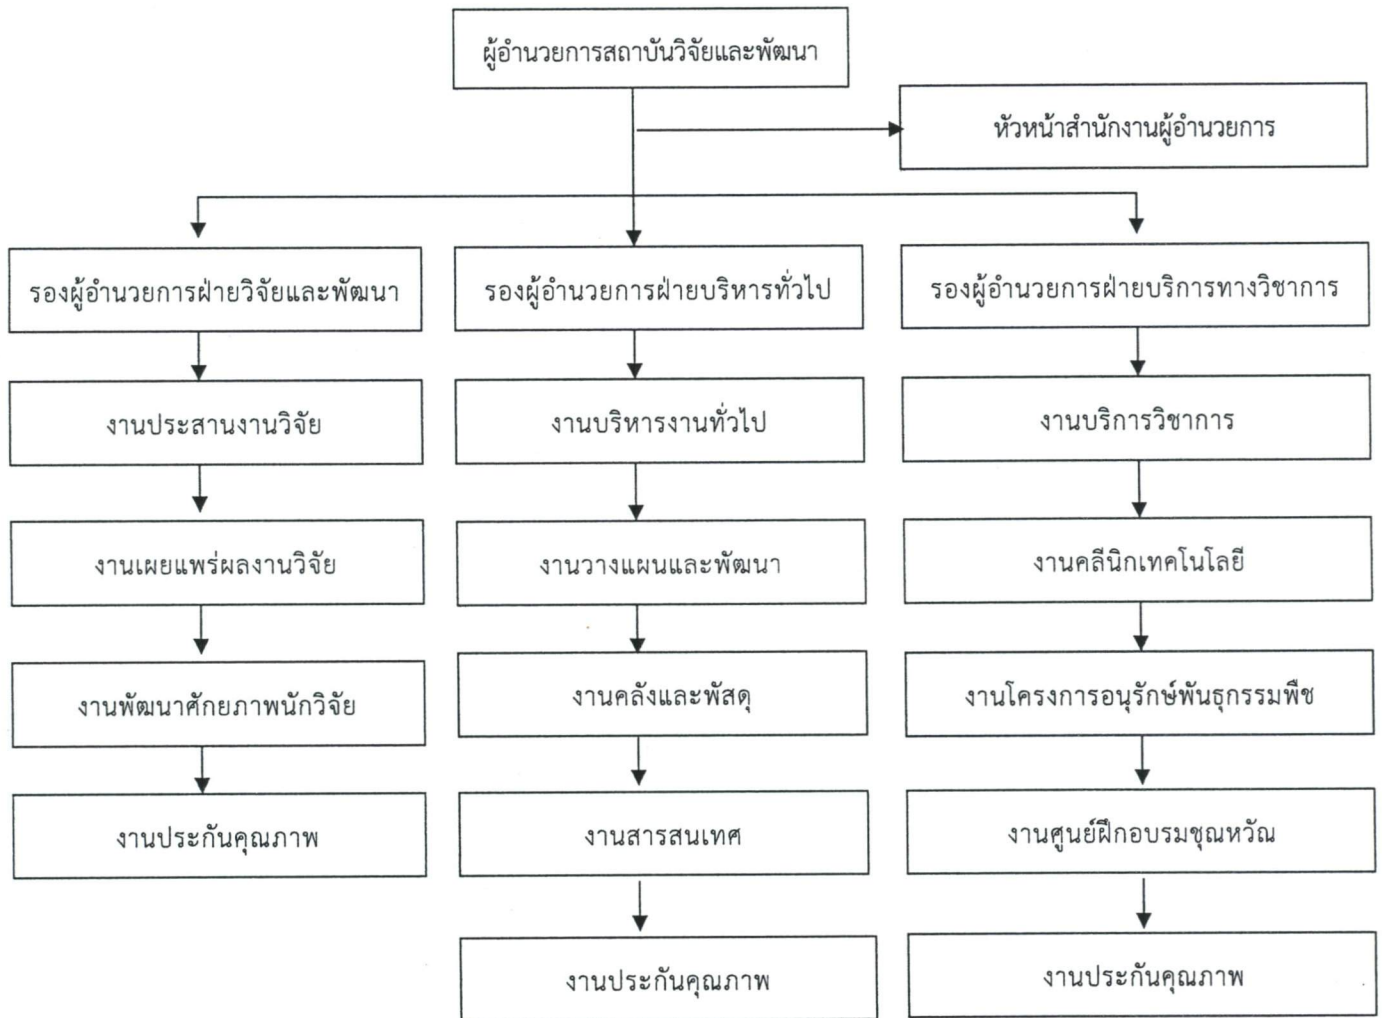 ผู้อำนวยการสถาบันวิจัยและพัฒนา
หัวหน้าสำนักงานผู้อำนวยการ
รองผู้อำนวยการฝ่ายวิจัยและพัฒนา
รองผู้อำนวยการฝ่ายบริหารทั่วไป
รองผู้อำนวยการฝ่ายบริการทางวิชาการ
งานประสานงานวิจัย
งานบริหารงานทั่วไป
งานบริการวิชาการ
งานเผยแพร่ผลงานวิจัย
งานวางแผนและพัฒนา
งานคลีนิกเทคโนโลยี
งานพัฒนาศักยภาพนักวิจัย
งานคลังและพัสดุ
งานโครงการอนุรักษ์พันธุกรรมพืช
งานประกันคุณภาพ
งานสารสนเทศ
งานศูนย์ฝึกอบรมชุณหวัณ
งานประกันคุณภาพ
งานประกันคุณภาพ